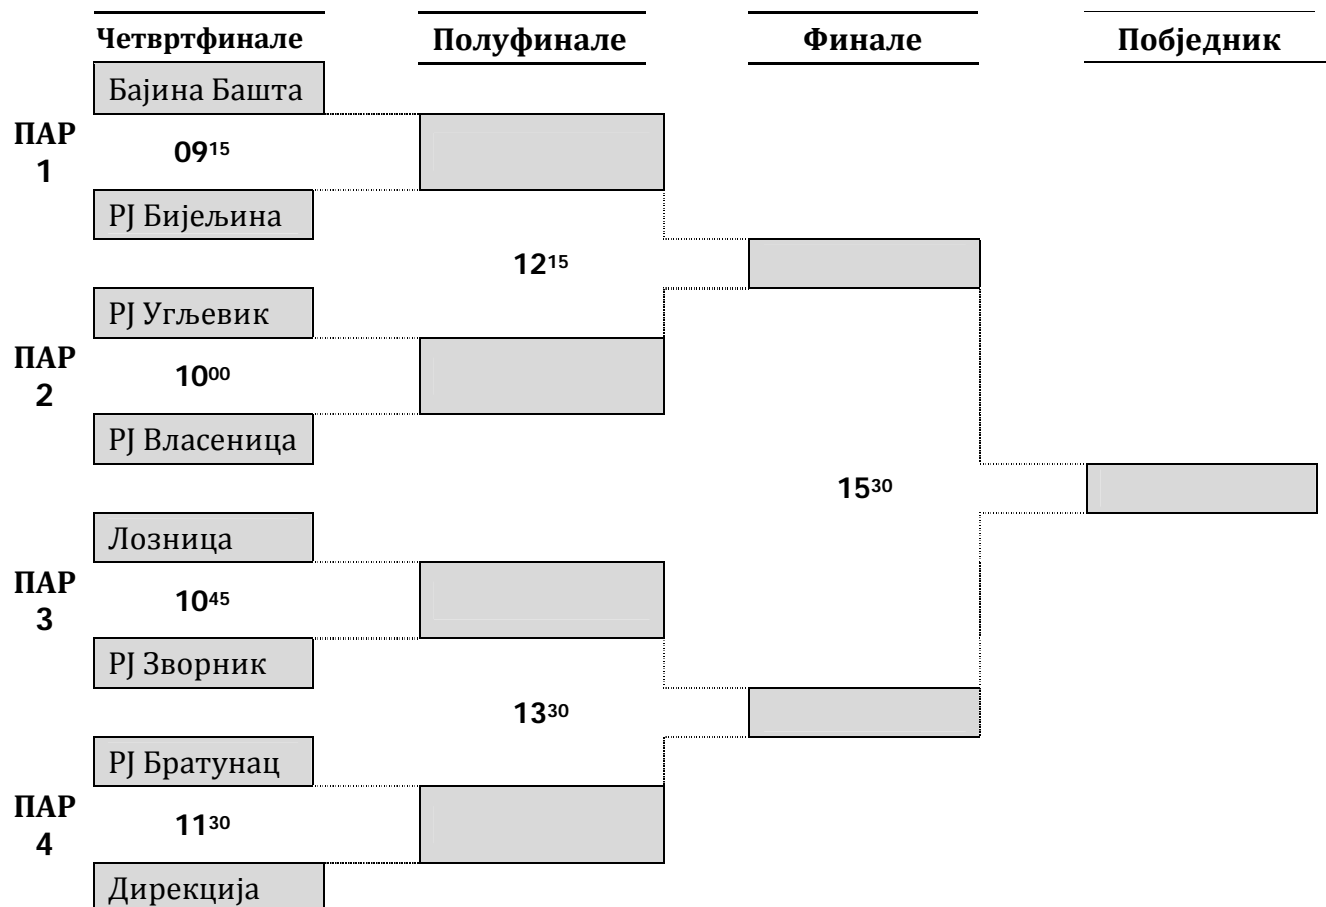 Четвртфинале Полуфинале Финале Побједник
Бајина Башта
ПАР
1
09¹⁵
РЈ Бијељина
12¹⁵
РЈ Угљевик
ПАР
2
10⁰⁰
РЈ Власеница
15³⁰
Лозница
ПАР
3
10⁴⁵
РЈ Зворник
13³⁰
РЈ Братунац
ПАР
4
11³⁰
Дирекција